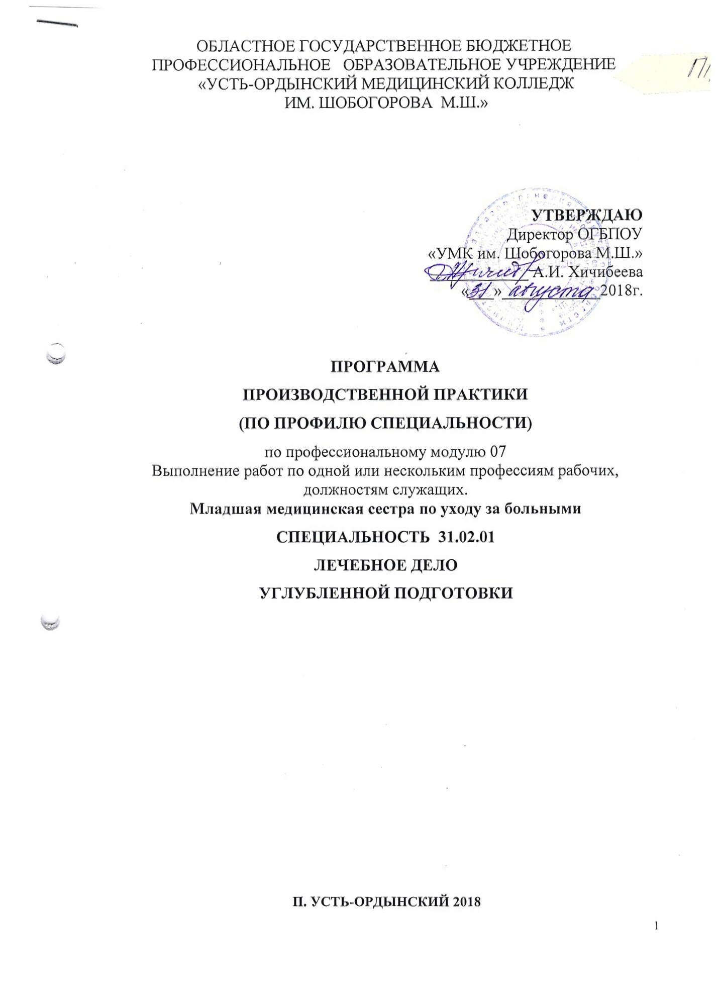 ОБЛАСТНОЕ ГОСУДАРСТВЕННОЕ БЮДЖЕТНОЕ
ПРОФЕССИОНАЛЬНОЕ ОБРАЗОВАТЕЛЬНОЕ УЧРЕЖДЕНИЕ
«УСТЬ-ОРДЫНСКИЙ МЕДИЦИНСКИЙ КОЛЛЕДЖ
ИМ. ШОБОГОРОВА М.Ш.»
УТВЕРЖДАЮ
Директор ОГБПОУ
«УМК им. Шобогорова М.Ш.»
А.И. Хичибеева
«31» августа 2018г.
ПРОГРАММА
ПРОИЗВОДСТВЕННОЙ ПРАКТИКИ
(ПО ПРОФИЛЮ СПЕЦИАЛЬНОСТИ)
по профессиональному модулю 07
Выполнение работ по одной или нескольким профессиям рабочих,
должностям служащих.
Младшая медицинская сестра по уходу за больными
СПЕЦИАЛЬНОСТЬ 31.02.01
ЛЕЧЕБНОЕ ДЕЛО
УГЛУБЛЕННОЙ ПОДГОТОВКИ
П. УСТЬ-ОРДЫНСКИЙ 2018
1